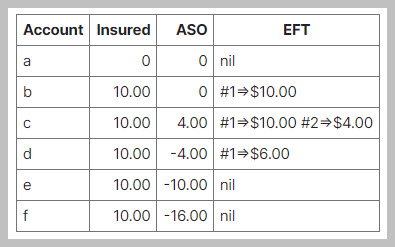 Account Insured ASO EFT
a 0 0 nil
b 10.00 0 #1⇒$10.00
c 10.00 4.00 #1⇒$10.00 #2⇒$4.00
d 10.00 -4.00 #1⇒$6.00
e 10.00 -10.00 nil
f 10.00 -16.00 nil